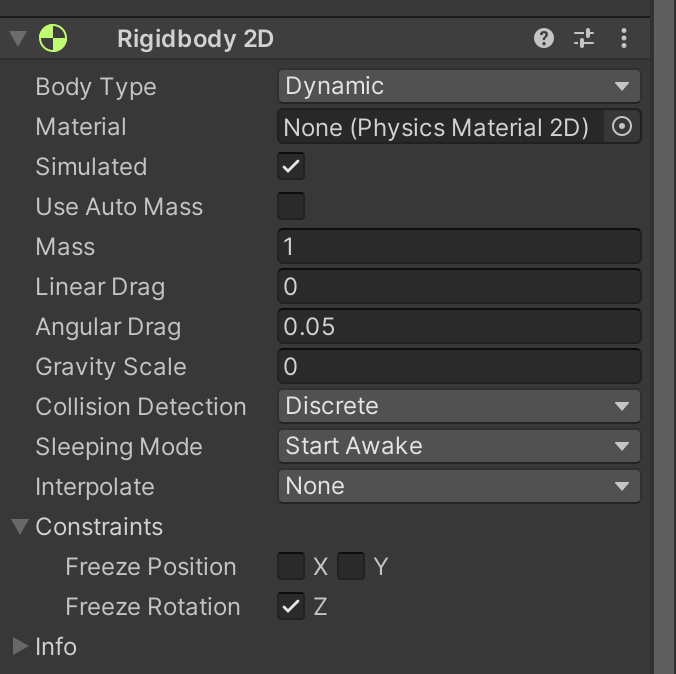 Rigidbody 2D
Body Type Dynamic
Material None (Physics Material 2D)
Simulated
Use Auto Mass
Mass 1
Linear Drag 0
Angular Drag 0.05
Gravity Scale 0
Collision Detection Discrete
Sleeping Mode Start Awake
Interpolate None
Constraints
Freeze Position X Y
Freeze Rotation Z
Info